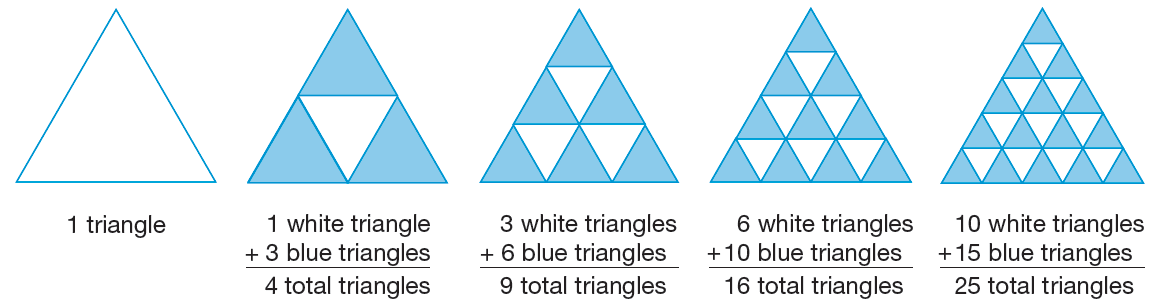 1 triangle
1 white triangle
+ 3 blue triangles
4 total triangles
3 white triangles
+ 6 blue triangles
9 total triangles
6 white triangles
+10 blue triangles
16 total triangles
10 white triangles
+15 blue triangles
25 total triangles